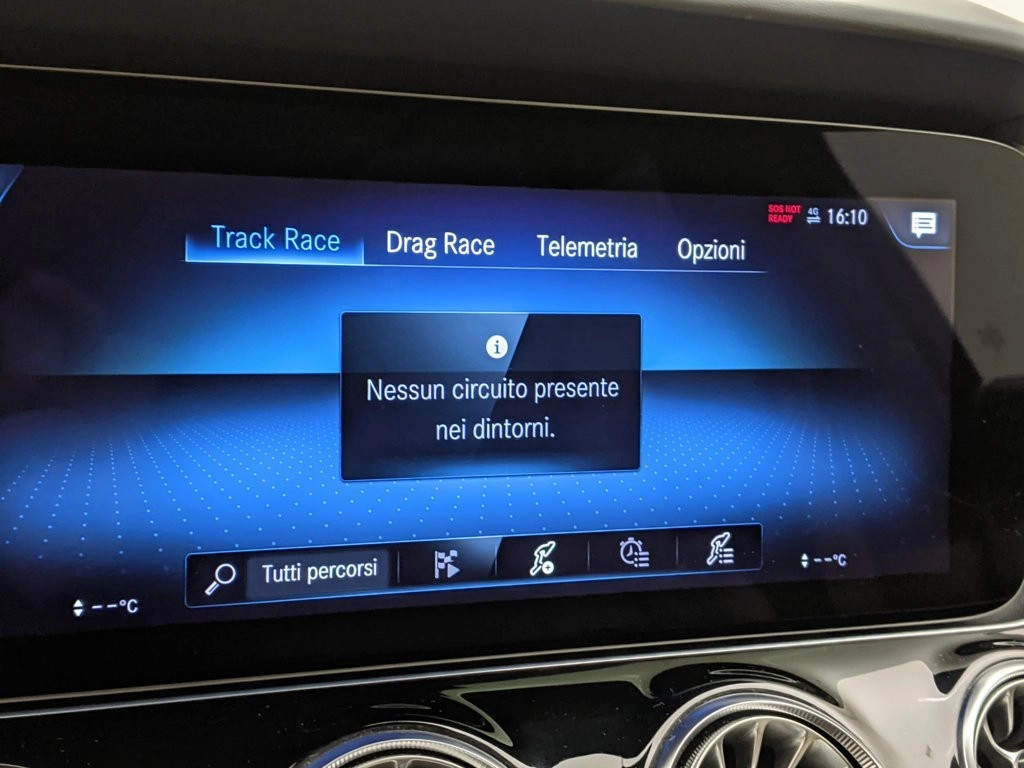 SOS NOT
READY
4G
16:10
Track Race
Drag Race
Telemetria
Opzioni
Nessun circuito presente
nei dintorni.
Tutti percorsi
--°C
--°C